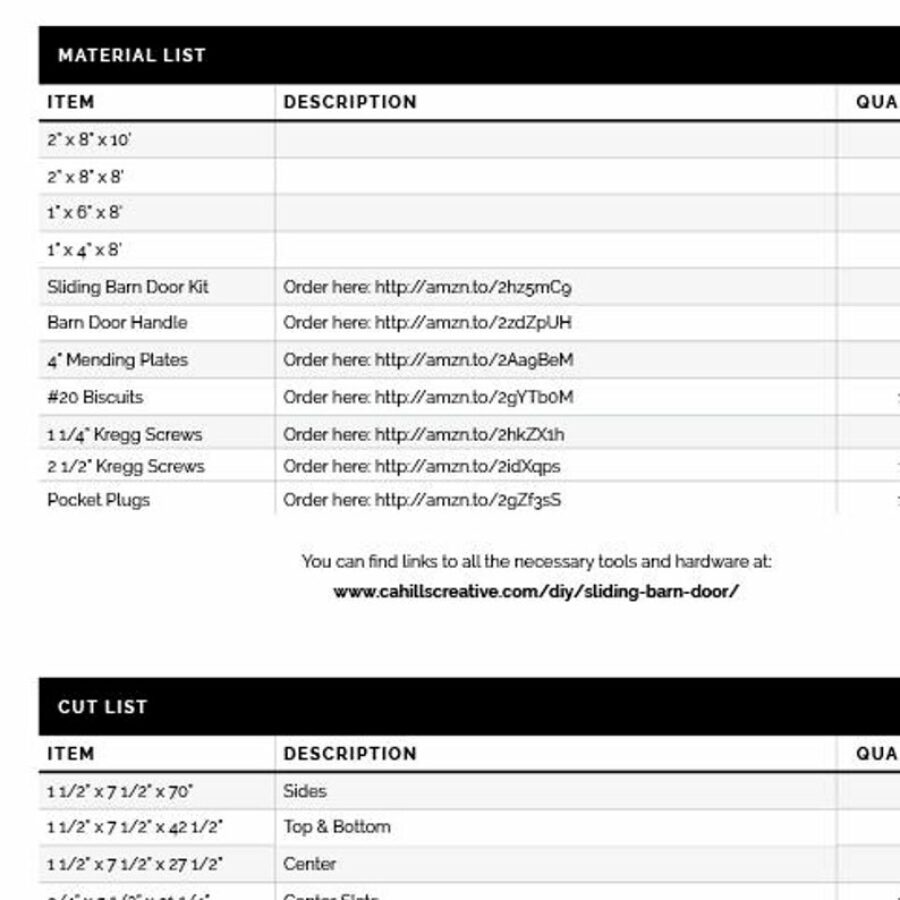 MATERIAL LIST
ITEM DESCRIPTION QUA
2" x 8" x 10'
2" x 8" x 8'
1" x 6" x 8'
1" x 4" x 8'
Sliding Barn Door Kit Order here: http://amzn.to/2hz5mC9
Barn Door Handle Order here: http://amzn.to/2zdZpUH
4" Mending Plates Order here: http://amzn.to/2Aa9BeM
#20 Biscuits Order here: http://amzn.to/2gYTb0M
1 1/4" Kregg Screws Order here: http://amzn.to/2hkZX1h
2 1/2" Kregg Screws Order here: http://amzn.to/2idXqps
Pocket Plugs Order here: http://amzn.to/2gZf3sS
You can find links to all the necessary tools and hardware at:
www.cahillscreative.com/diy/sliding-barn-door/
CUT LIST
ITEM DESCRIPTION QUA
1 1/2" x 7 1/2" x 70" Sides
1 1/2" x 7 1/2" x 42 1/2" Top & Bottom
1 1/2" x 7 1/2" x 27 1/2" Center
Center Slats